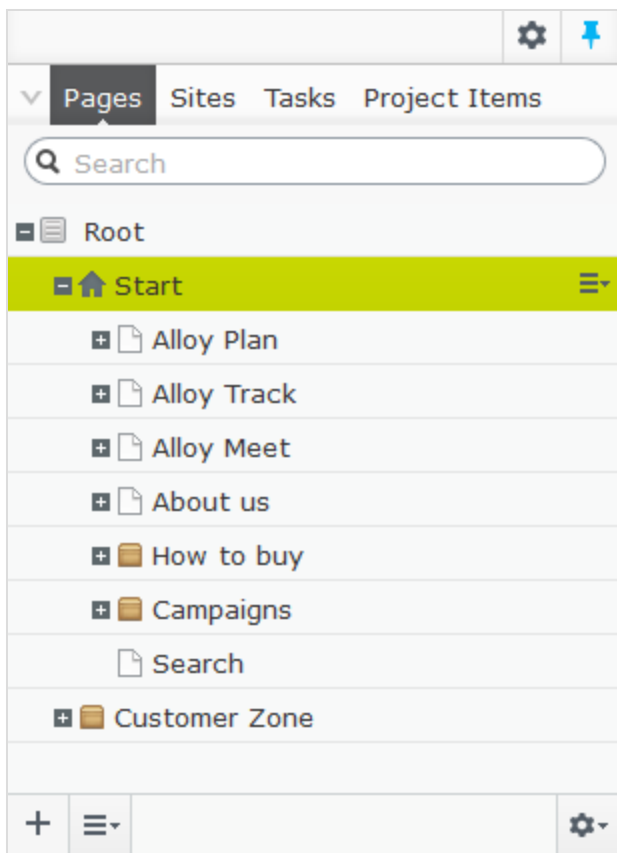 Pages Sites Tasks Project Items
Search
Root
Start
Alloy Plan
Alloy Track
Alloy Meet
About us
How to buy
Campaigns
Search
Customer Zone